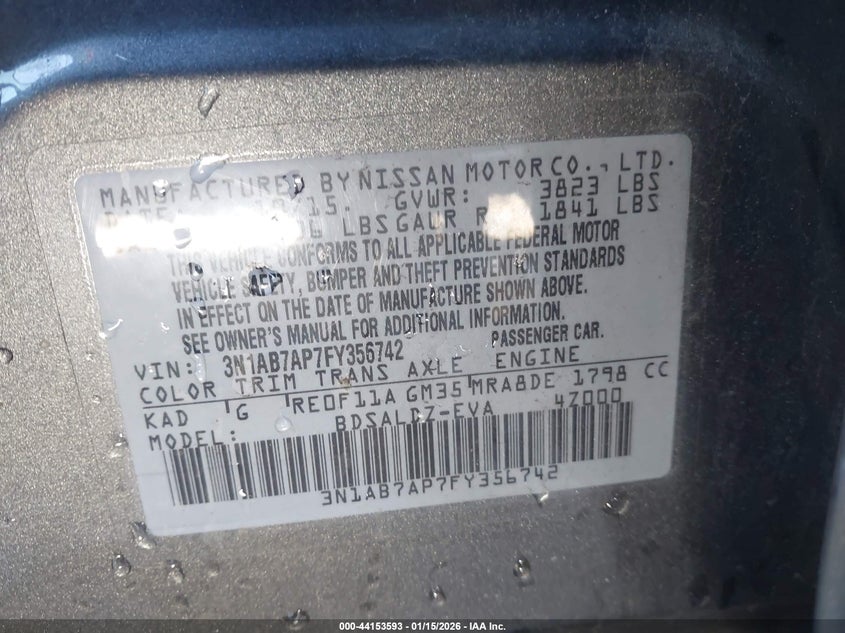 MANUFACTURED BY NISSAN MOTOR CO., LTD.
GVWR: 3823 LBS
LBS GAWR R 1841 LBS
THIS VEHICLE CONFORMS TO ALL APPLICABLE FEDERAL MOTOR
VEHICLE SAFETY, BUMPER AND THEFT PREVENTION STANDARDS
IN EFFECT ON THE DATE OF MANUFACTURE SHOWN ABOVE.
SEE OWNER'S MANUAL FOR ADDITIONAL INFORMATION.
VIN: 3N1AB7AP7FY356742 PASSENGER CAR.
COLOR TRIM TRANS AXLE ENGINE
KAD G RE0F11A GM35 MRA8DE 1798 CC
MODEL: BDSALDZ-EVA 4Z000
3N1AB7AP7FY356742
000-44153593 - 01/15/2026 - IAA Inc.